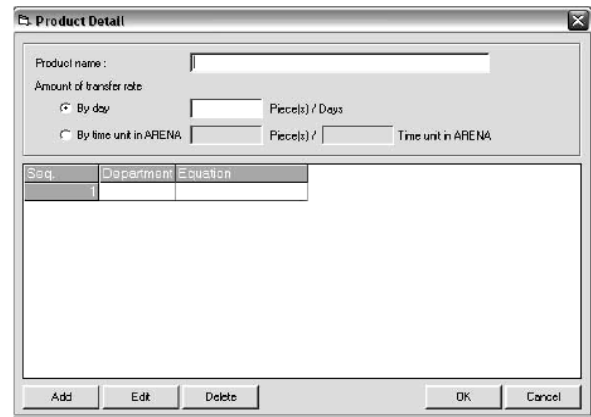 Product Detail
Product name :
Amount of transfer rate
By day Piece(s) / Days
By time unit in ARENA Piece(s) / Time unit in ARENA
Seq. Department Equation
1
Add Edit Delete OK Cancel